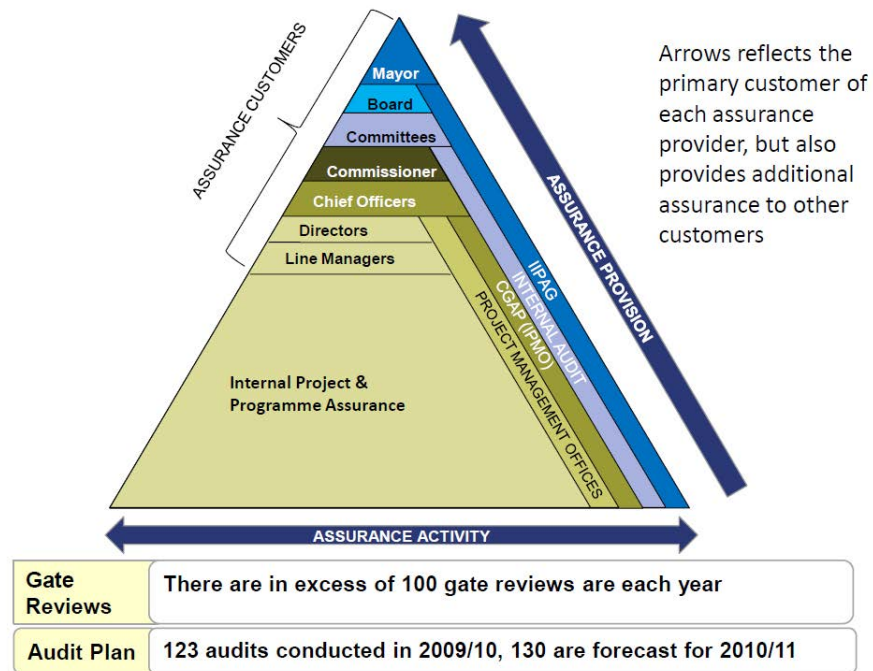 ASSURANCE CUSTOMERS
Mayor
Board
Committees
Commissioner
Chief Officers
Directors
Line Managers
Internal Project &
Programme Assurance
PROJECT MANAGEMENT OFFICES
CGAP (IPMO)
INTERNAL AUDIT
IIPAG
ASSURANCE PROVISION
Arrows reflects the
primary customer of
each assurance
provider, but also
provides additional
assurance to other
customers
ASSURANCE ACTIVITY
Gate
Reviews
There are in excess of 100 gate reviews are each year
Audit Plan
123 audits conducted in 2009/10, 130 are forecast for 2010/11